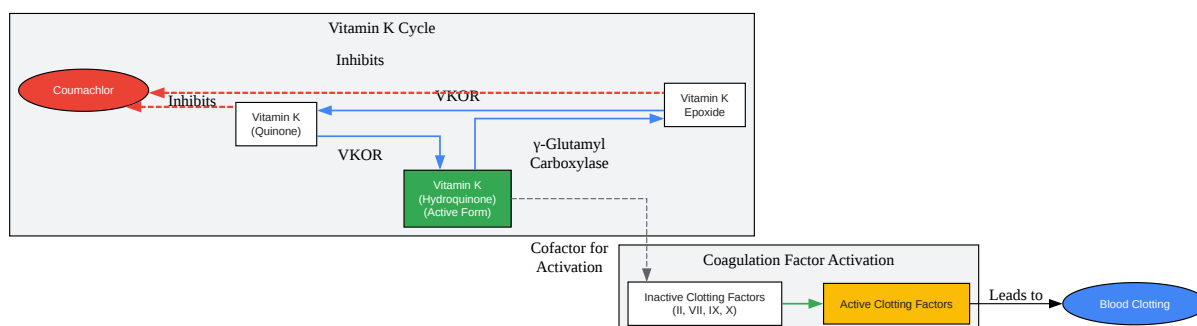 Vitamin K Cycle
Inhibits
Coumachlor
Inhibits
VKOR
Vitamin K
Epoxide
Vitamin K
(Quinone)
VKOR
γ-Glutamyl
Carboxylase
Vitamin K
(Hydroquinone)
(Active Form)
Cofactor for
Activation
Coagulation Factor Activation
Inactive Clotting Factors
(II, VII, IX, X)
Active Clotting Factors
Leads to
Blood Clotting